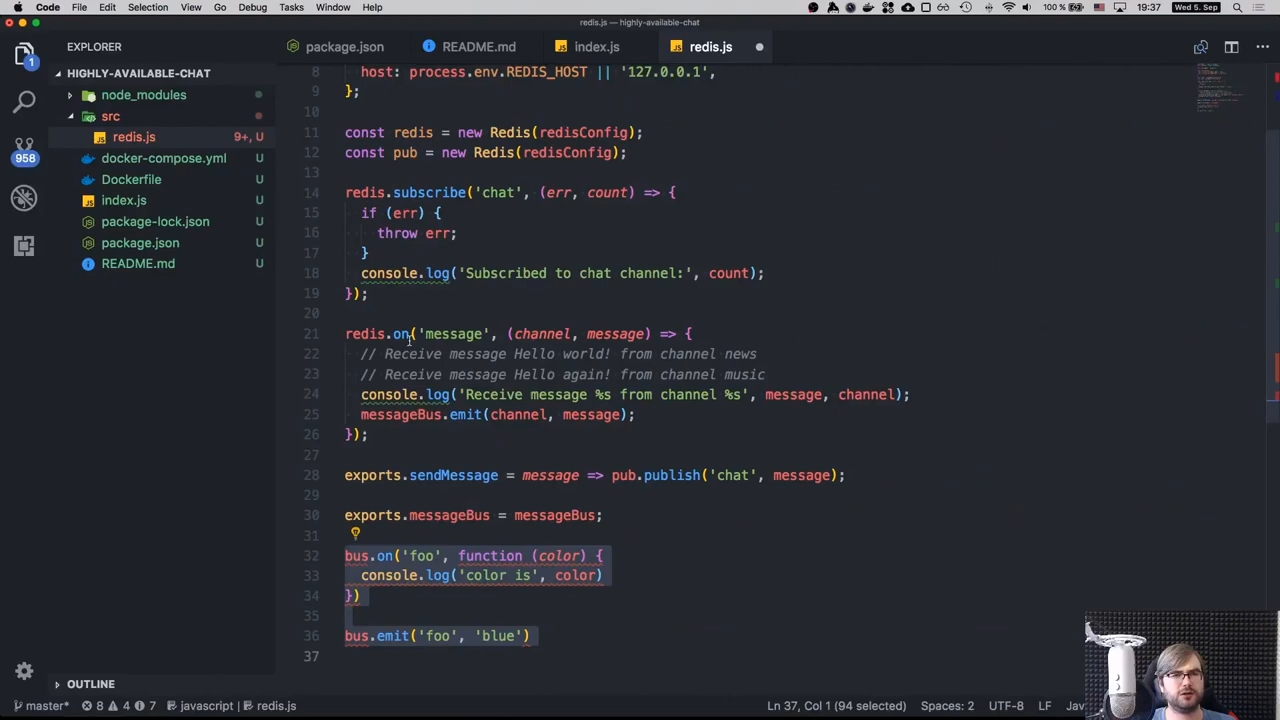 Code File Edit Selection View Go Debug Tasks Window Help
100 % 19:37 Wed 5. Sep
redis.js — highly-available-chat
EXPLORER
package.json README.md index.js redis.js
HIGHLY-AVAILABLE-CHAT
node_modules
src
redis.js 9+, U
docker-compose.yml U
Dockerfile U
index.js U
package-lock.json U
package.json U
README.md U
1
958
8 host: process.env.REDIS_HOST || '127.0.0.1',
9 };
10
11 const redis = new Redis(redisConfig);
12 const pub = new Redis(redisConfig);
13
14 redis.subscribe('chat', (err, count) => {
15 if (err) {
16 throw err;
17 }
18 console.log('Subscribed to chat channel:', count);
19 });
20
21 redis.on('message', (channel, message) => {
22 // Receive message Hello world! from channel news
23 // Receive message Hello again! from channel music
24 console.log('Receive message %s from channel %s', message, channel);
25 messageBus.emit(channel, message);
26 });
27
28 exports.sendMessage = message => pub.publish('chat', message);
29
30 exports.messageBus = messageBus;
31
32 bus.on('foo', function (color) {
33 console.log('color is', color)
34 })
35
36 bus.emit('foo', 'blue')
37
OUTLINE
master* 8 4 7 javascript redis.js Ln 37, Col 1 (94 selected) Spaces: 2 UTF-8 LF